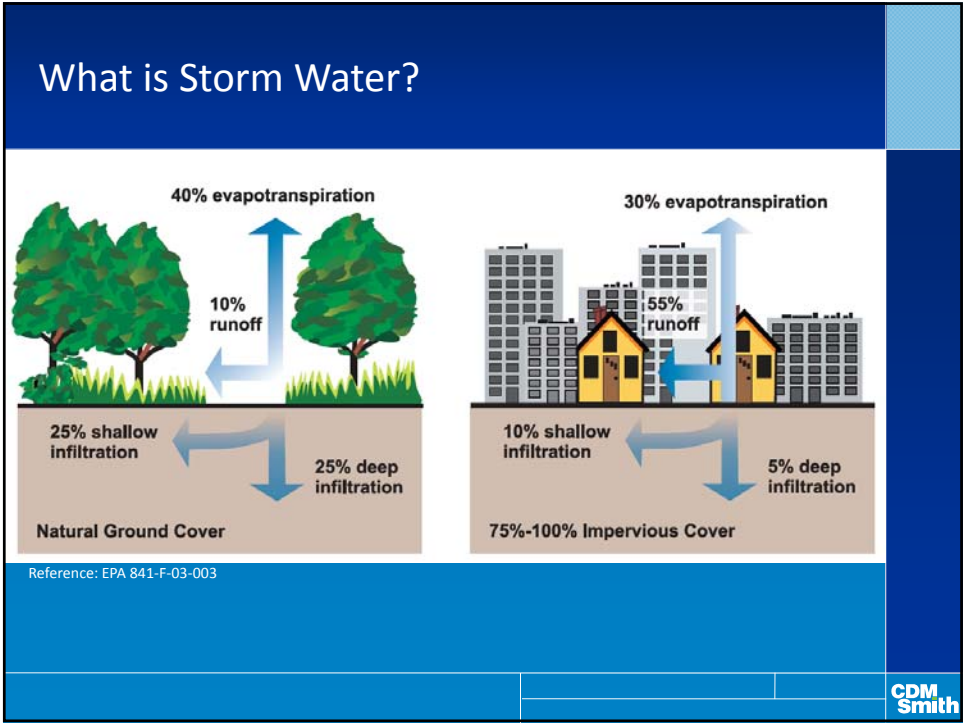 What is Storm Water?
40% evapotranspiration
10%
runoff
25% shallow
infiltration
25% deep
infiltration
Natural Ground Cover
30% evapotranspiration
55%
runoff
10% shallow
infiltration
5% deep
infiltration
75%-100% Impervious Cover
Reference: EPA 841-F-03-003
CDM
Smith